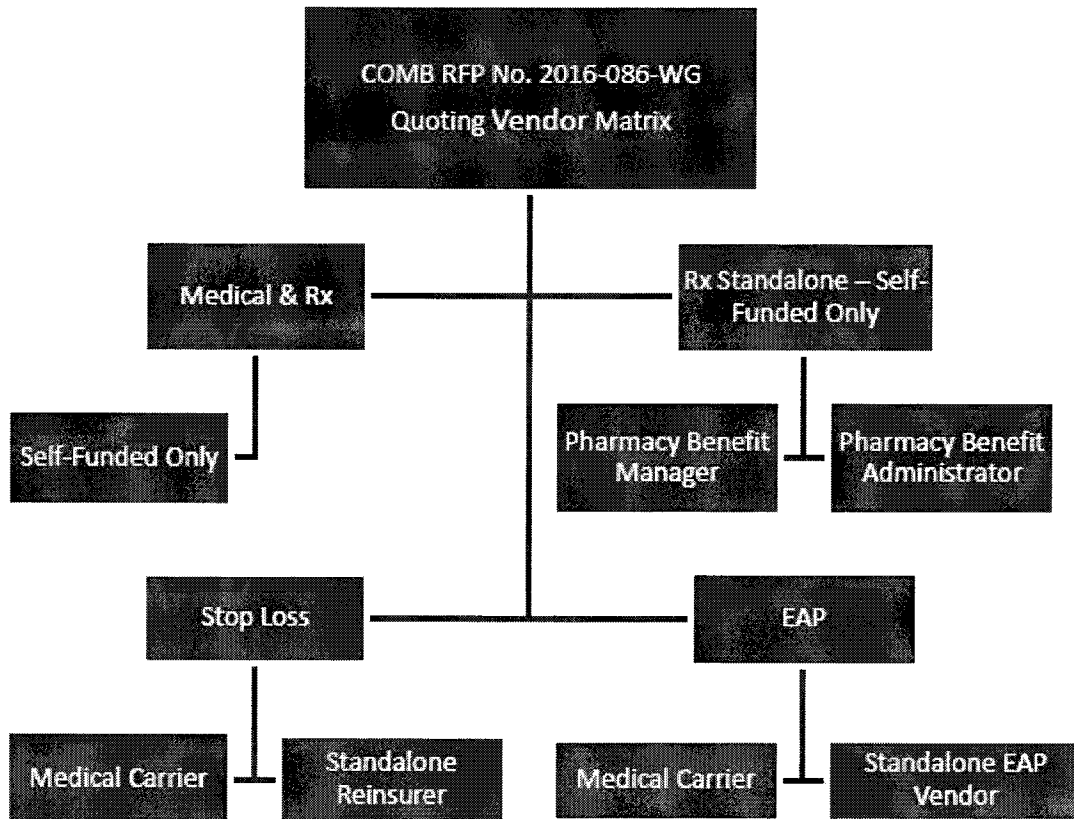 COMB RFP No. 2016-086-WG
Quoting Vendor Matrix
Medical & Rx
Rx Standalone – Self-
Funded Only
Self-Funded Only
Pharmacy Benefit
Manager
Pharmacy Benefit
Administrator
Stop Loss
EAP
Medical Carrier
Standalone
Reinsurer
Medical Carrier
Standalone EAP
Vendor